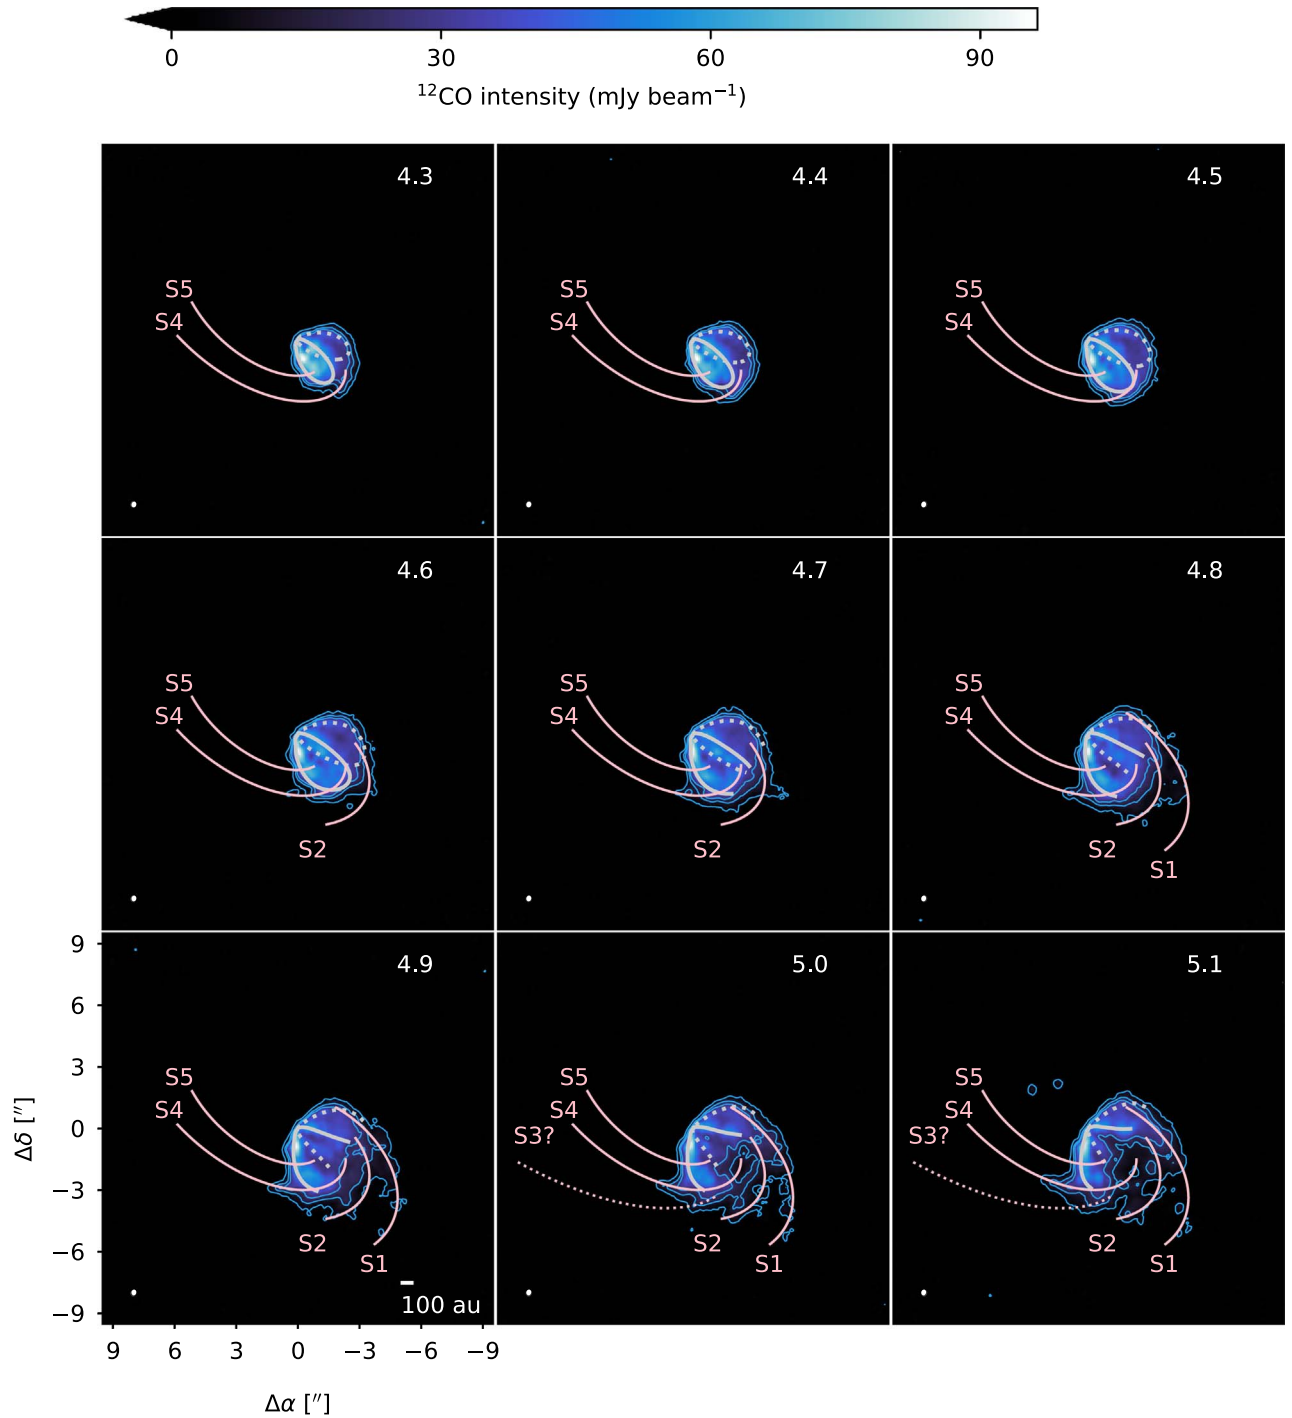 0 30 60 90
¹²CO intensity (mJy beam⁻¹)
4.3 4.4 4.5
S5 S5 S5
S4 S4 S4
4.6 4.7 4.8
S5 S5 S5
S4 S4 S4
S2 S2 S2
S1
9 4.9 5.0 5.1
6
3 S5 S5 S5
S4 S4 S4
0 S3? S3?
Δδ [″]
−3
−6 S2 S1 S2 S1 S2 S1
−9 100 au
9 6 3 0 −3 −6 −9
Δα [″]